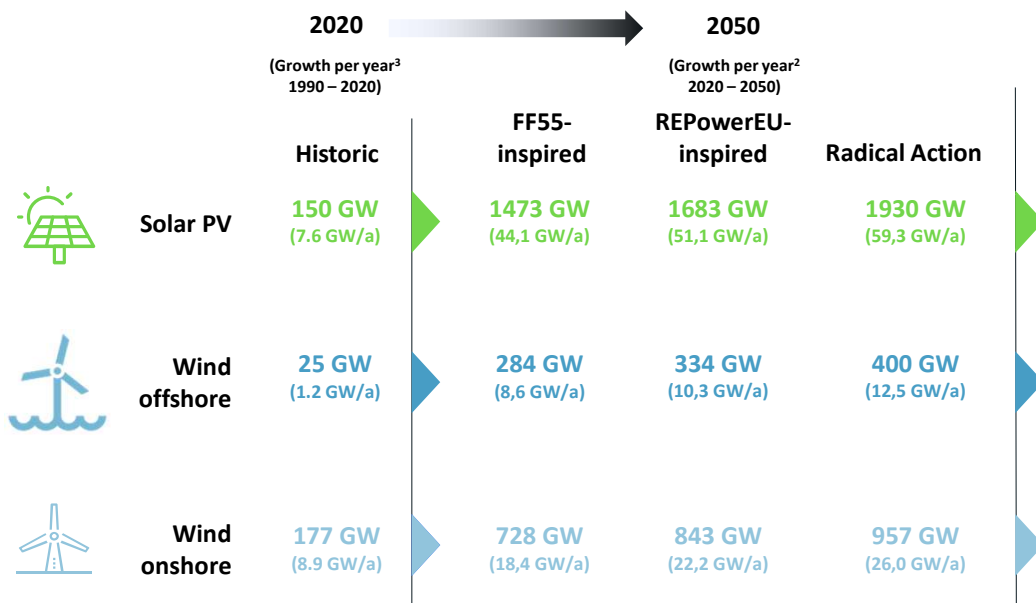 2020
2050
(Growth per year³
1990 – 2020)
(Growth per year²
2020 – 2050)
Historic
FF55-
inspired
REPowerEU-
inspired
Radical Action
Solar PV
150 GW
(7.6 GW/a)
1473 GW
(44,1 GW/a)
1683 GW
(51,1 GW/a)
1930 GW
(59,3 GW/a)
Wind
offshore
25 GW
(1.2 GW/a)
284 GW
(8,6 GW/a)
334 GW
(10,3 GW/a)
400 GW
(12,5 GW/a)
Wind
onshore
177 GW
(8.9 GW/a)
728 GW
(18,4 GW/a)
843 GW
(22,2 GW/a)
957 GW
(26,0 GW/a)